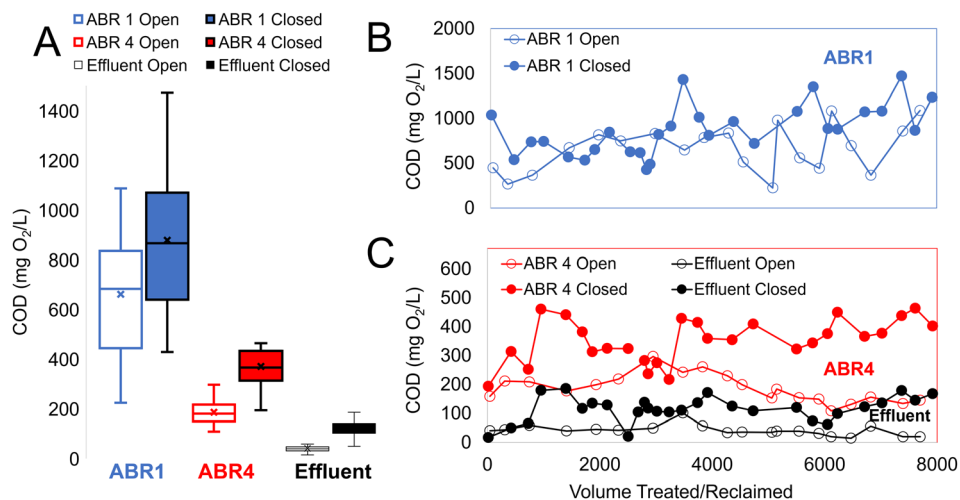 A
ABR 1 Open
ABR 1 Closed
ABR 4 Open
ABR 4 Closed
Effluent Open
Effluent Closed
COD (mg O₂/L)
1400
1200
1000
800
600
400
200
0
ABR1
ABR4
Effluent
B
ABR 1 Open
ABR 1 Closed
ABR1
COD (mg O₂/L)
2000
1500
1000
500
0
C
ABR 4 Open
Effluent Open
ABR 4 Closed
Effluent Closed
ABR4
Effluent
COD (mg O₂/L)
600
500
400
300
200
100
0
0
2000
4000
6000
8000
Volume Treated/Reclaimed